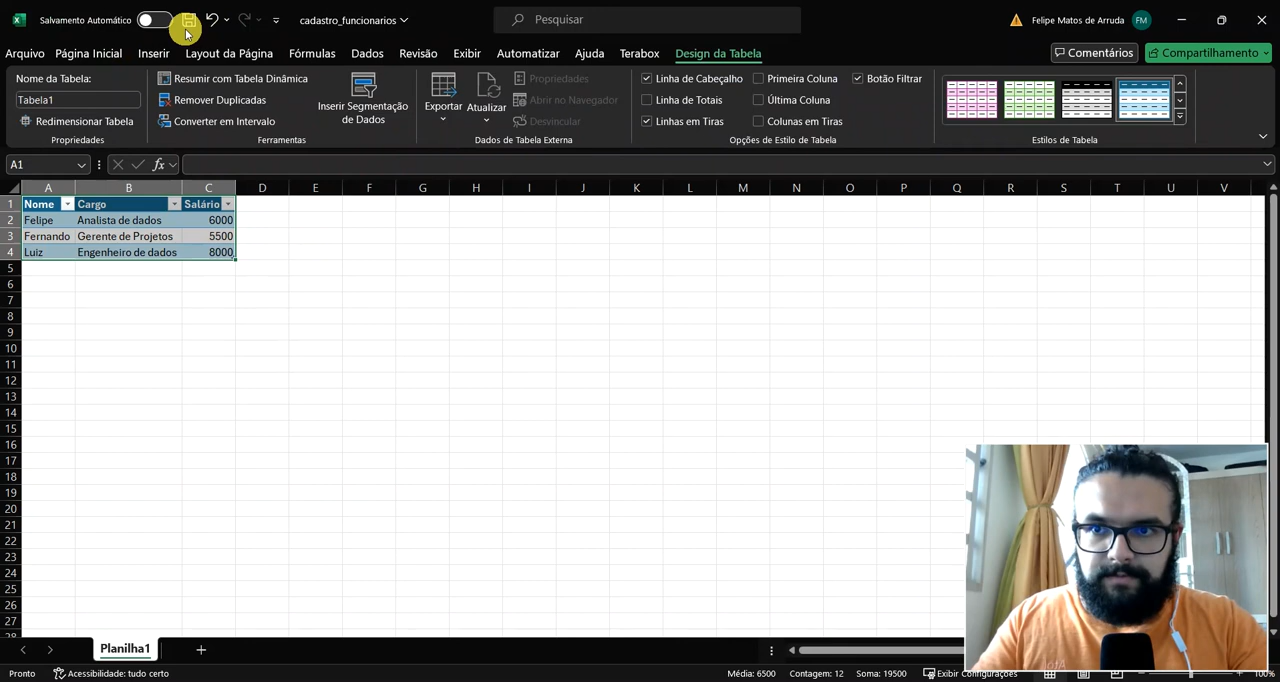 Salvamento Automático
cadastro_funcionarios
Pesquisar
Felipe Matos de Arruda
FM
Arquivo Página Inicial Inserir Layout da Página Fórmulas Dados Revisão Exibir Automatizar Ajuda Terabox Design da Tabela
Comentários
Compartilhamento
Nome da Tabela:
Tabela1
Redimensionar Tabela
Propriedades
Resumir com Tabela Dinâmica
Remover Duplicadas
Converter em Intervalo
Inserir Segmentação
de Dados
Ferramentas
Exportar
Atualizar
Propriedades
Abrir no Navegador
Desvincular
Dados de Tabela Externa
Linha de Cabeçalho
Linha de Totais
Linhas em Tiras
Primeira Coluna
Última Coluna
Colunas em Tiras
Botão Filtrar
Opções de Estilo de Tabela
Estilos de Tabela
A1
fx
A B C D E F G H I J K L M N O P Q R S T U V
1 Nome Cargo Salário
2 Felipe Analista de dados 6000
3 Fernando Gerente de Projetos 5500
4 Luiz Engenheiro de dados 8000
5
6
7
8
9
10
11
12
13
14
15
16
17
18
19
20
21
22
23
24
25
26
27
28
Planilha1
Pronto
Acessibilidade: tudo certo
Média: 6500 Contagem: 12 Soma: 19500
Exibir Configurações
100%